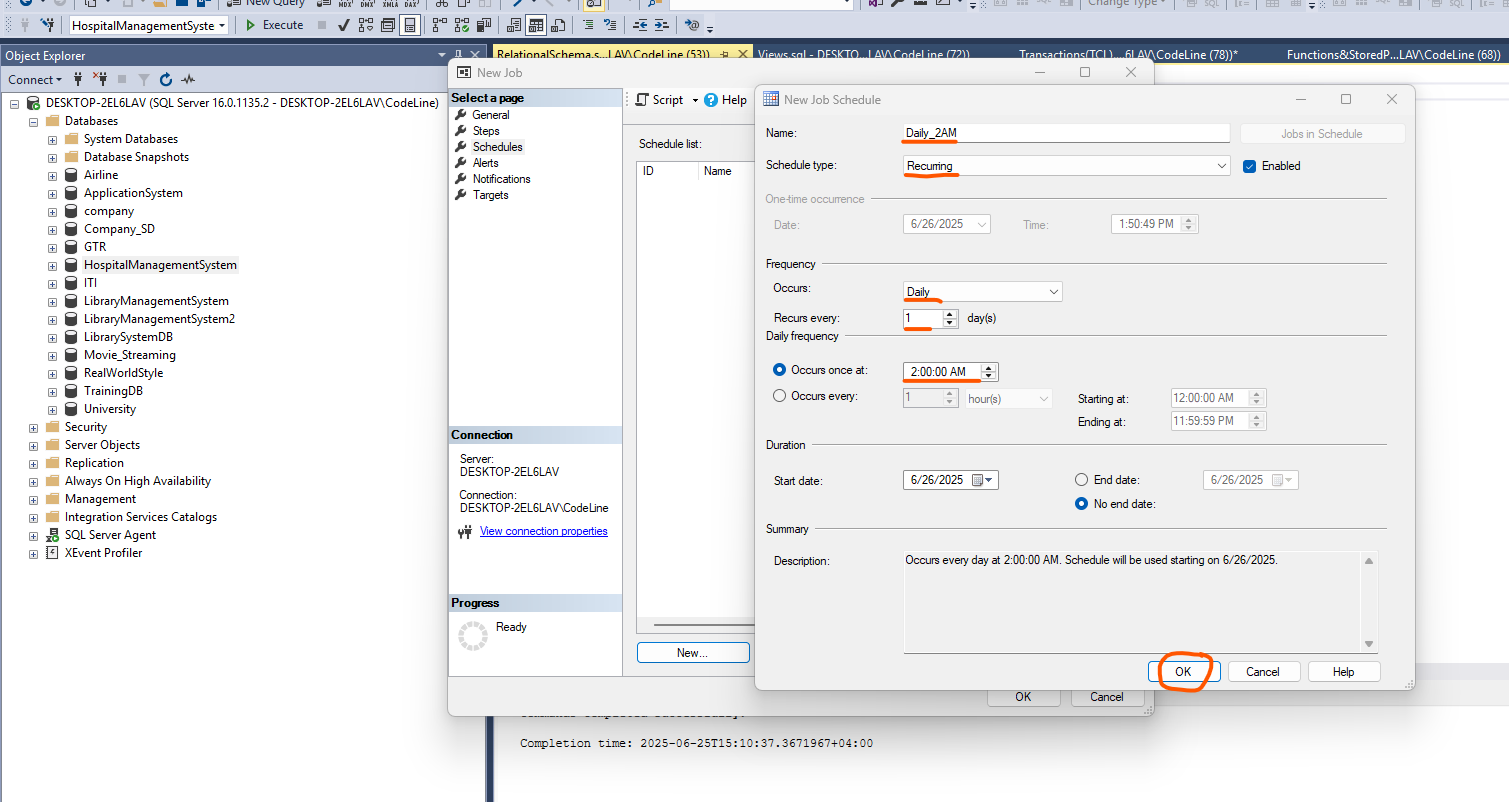 New Query
MDX
DMX
XMLA
DAX
Change Type
SQL
HospitalManagementSyste
Execute
Object Explorer
RelationalSchema.s...LAV\CodeLine (53))
Views.sql - DESKTO...LAV\CodeLine (72))
Transactions(TCL)...6LAV\CodeLine (78))*
Functions&StoredP...LAV\CodeLine (68))
Connect
DESKTOP-2EL6LAV (SQL Server 16.0.1135.2 - DESKTOP-2EL6LAV\CodeLine)
Databases
System Databases
Database Snapshots
Airline
ApplicationSystem
company
Company_SD
GTR
HospitalManagementSystem
ITI
LibraryManagementSystem
LibraryManagementSystem2
LibrarySystemDB
Movie_Streaming
RealWorldStyle
TrainingDB
University
Security
Server Objects
Replication
Always On High Availability
Management
Integration Services Catalogs
SQL Server Agent
XEvent Profiler
New Job
Select a page
General
Steps
Schedules
Alerts
Notifications
Targets
Connection
Server:
DESKTOP-2EL6LAV
Connection:
DESKTOP-2EL6LAV\CodeLine
View connection properties
Progress
Ready
Script
Help
Schedule list:
ID Name
New...
OK Cancel
New Job Schedule
Name: Daily_2AM Jobs in Schedule
Schedule type: Recurring Enabled
One-time occurrence
Date: 6/26/2025 Time: 1:50:49 PM
Frequency
Occurs: Daily
Recurs every: 1 day(s)
Daily frequency
Occurs once at: 2:00:00 AM
Occurs every: 1 hour(s) Starting at: 12:00:00 AM
Ending at: 11:59:59 PM
Duration
Start date: 6/26/2025 End date: 6/26/2025
No end date:
Summary
Description: Occurs every day at 2:00:00 AM. Schedule will be used starting on 6/26/2025.
OK Cancel Help
Completion time: 2025-06-25T15:10:37.3671967+04:00